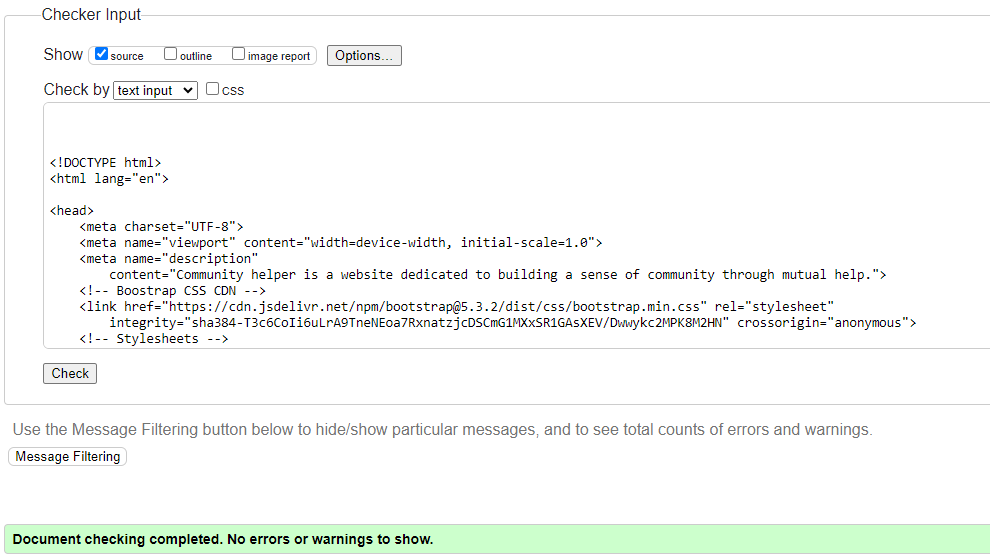 Checker Input
Show source outline image report Options...
Check by text input css
<!DOCTYPE html>
<html lang="en">
<head>
<meta charset="UTF-8">
<meta name="viewport" content="width=device-width, initial-scale=1.0">
<meta name="description"
content="Community helper is a website dedicated to building a sense of community through mutual help.">
<!-- Boostrap CSS CDN -->
<link href="https://cdn.jsdelivr.net/npm/bootstrap@5.3.2/dist/css/bootstrap.min.css" rel="stylesheet"
integrity="sha384-T3c6CoIi6uLrA9TneNEoa7RxnatzjcDSCmG1MXxSR1GAsXEV/Dwwykc2MPK8M2HN" crossorigin="anonymous">
<!-- Stylesheets -->
Check
Use the Message Filtering button below to hide/show particular messages, and to see total counts of errors and warnings.
Message Filtering
Document checking completed. No errors or warnings to show.